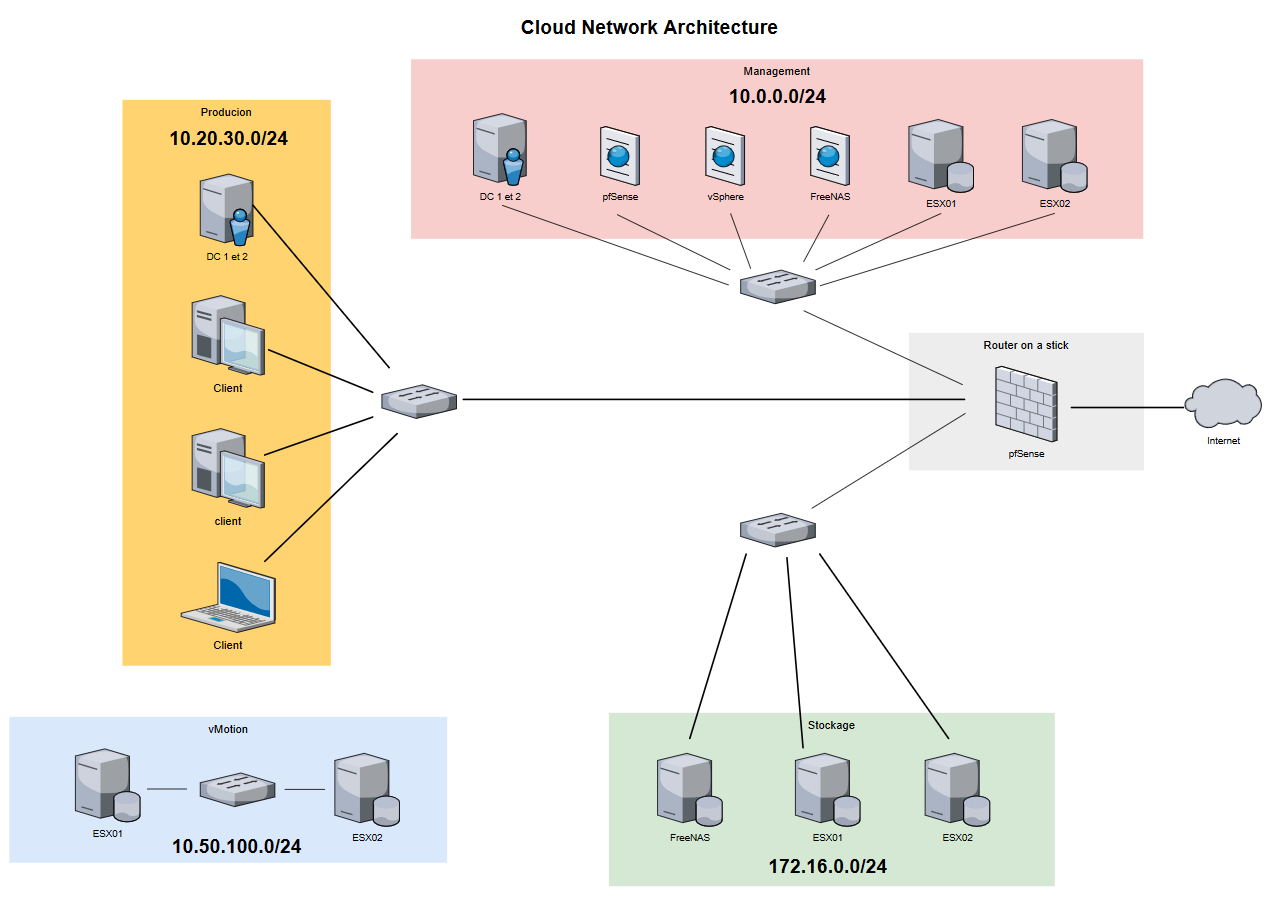 Cloud Network Architecture
Management
10.0.0.0/24
DC 1 et 2
pfSense
vSphere
FreeNAS
ESX01
ESX02
Producion
10.20.30.0/24
DC 1 et 2
Client
client
Client
Router on a stick
pfSense
Internet
vMotion
ESX01
ESX02
10.50.100.0/24
Stockage
FreeNAS
ESX01
ESX02
172.16.0.0/24